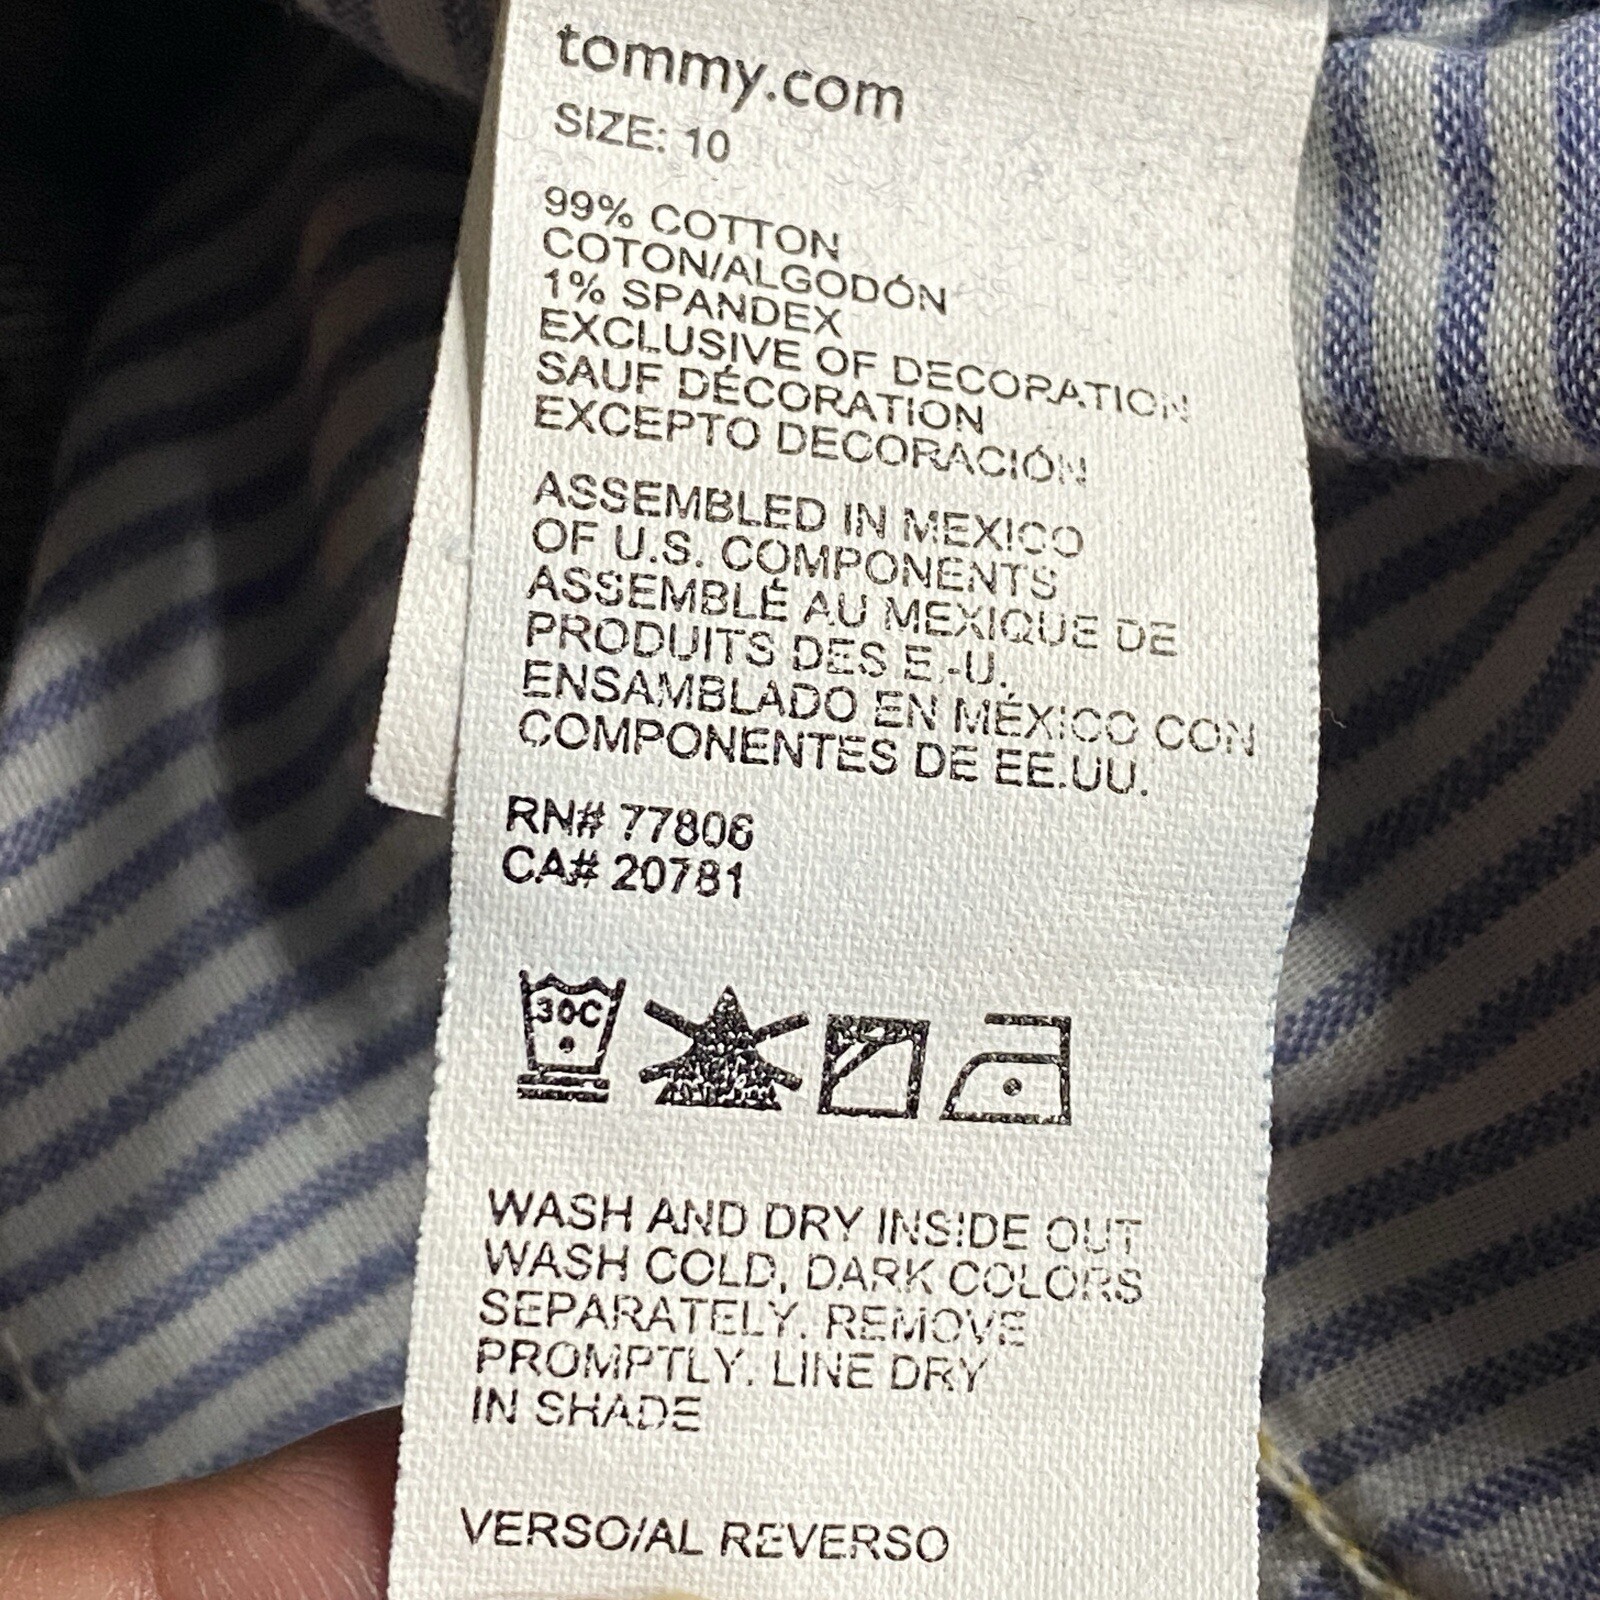 tommy.com
SIZE: 10
99% COTTON
COTON/ALGODÓN
1% SPANDEX
EXCLUSIVE OF DECORATION
SAUF DÉCORATION
EXCEPTO DECORACIÓN
ASSEMBLED IN MEXICO
OF U.S. COMPONENTS
ASSEMBLÉ AU MEXIQUE DE
PRODUITS DES E.-U.
ENSAMBLADO EN MÉXICO CON
COMPONENTES DE EE.UU.
RN# 77806
CA# 20781
30C
WASH AND DRY INSIDE OUT
WASH COLD, DARK COLORS
SEPARATELY. REMOVE
PROMPTLY. LINE DRY
IN SHADE
VERSO/AL REVERSO